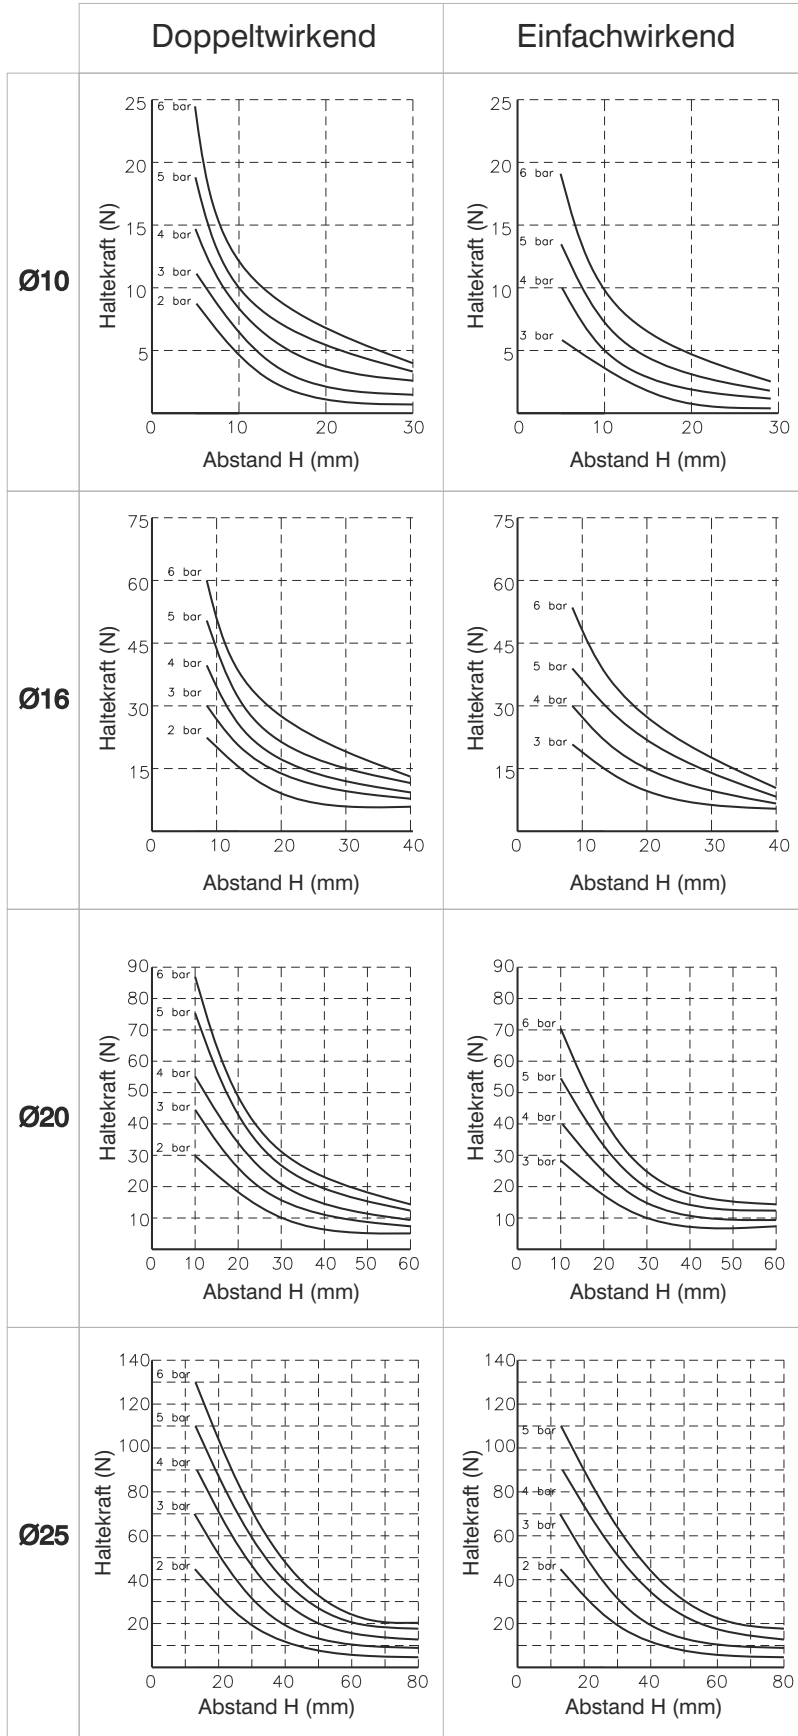 Doppeltwirkend
Einfachwirkend
Ø10
25
20
15
10
5
6 bar
5 bar
4 bar
3 bar
2 bar
Haltekraft (N)
0 10 20 30
Abstand H (mm)
25
20
15
10
5
6 bar
5 bar
4 bar
3 bar
Haltekraft (N)
0 10 20 30
Abstand H (mm)
Ø16
75
60
45
30
15
6 bar
5 bar
4 bar
3 bar
2 bar
Haltekraft (N)
0 10 20 30 40
Abstand H (mm)
75
60
45
30
15
6 bar
5 bar
4 bar
3 bar
Haltekraft (N)
0 10 20 30 40
Abstand H (mm)
Ø20
90
80
70
60
50
40
30
20
10
6 bar
5 bar
4 bar
3 bar
2 bar
Haltekraft (N)
0 10 20 30 40 50 60
Abstand H (mm)
90
80
70
60
50
40
30
20
10
6 bar
5 bar
4 bar
3 bar
Haltekraft (N)
0 10 20 30 40 50 60
Abstand H (mm)
Ø25
140
120
100
80
60
40
20
6 bar
5 bar
4 bar
3 bar
2 bar
Haltekraft (N)
0 20 40 60 80
Abstand H (mm)
140
120
100
80
60
40
20
5 bar
4 bar
3 bar
2 bar
Haltekraft (N)
0 20 40 60 80
Abstand H (mm)